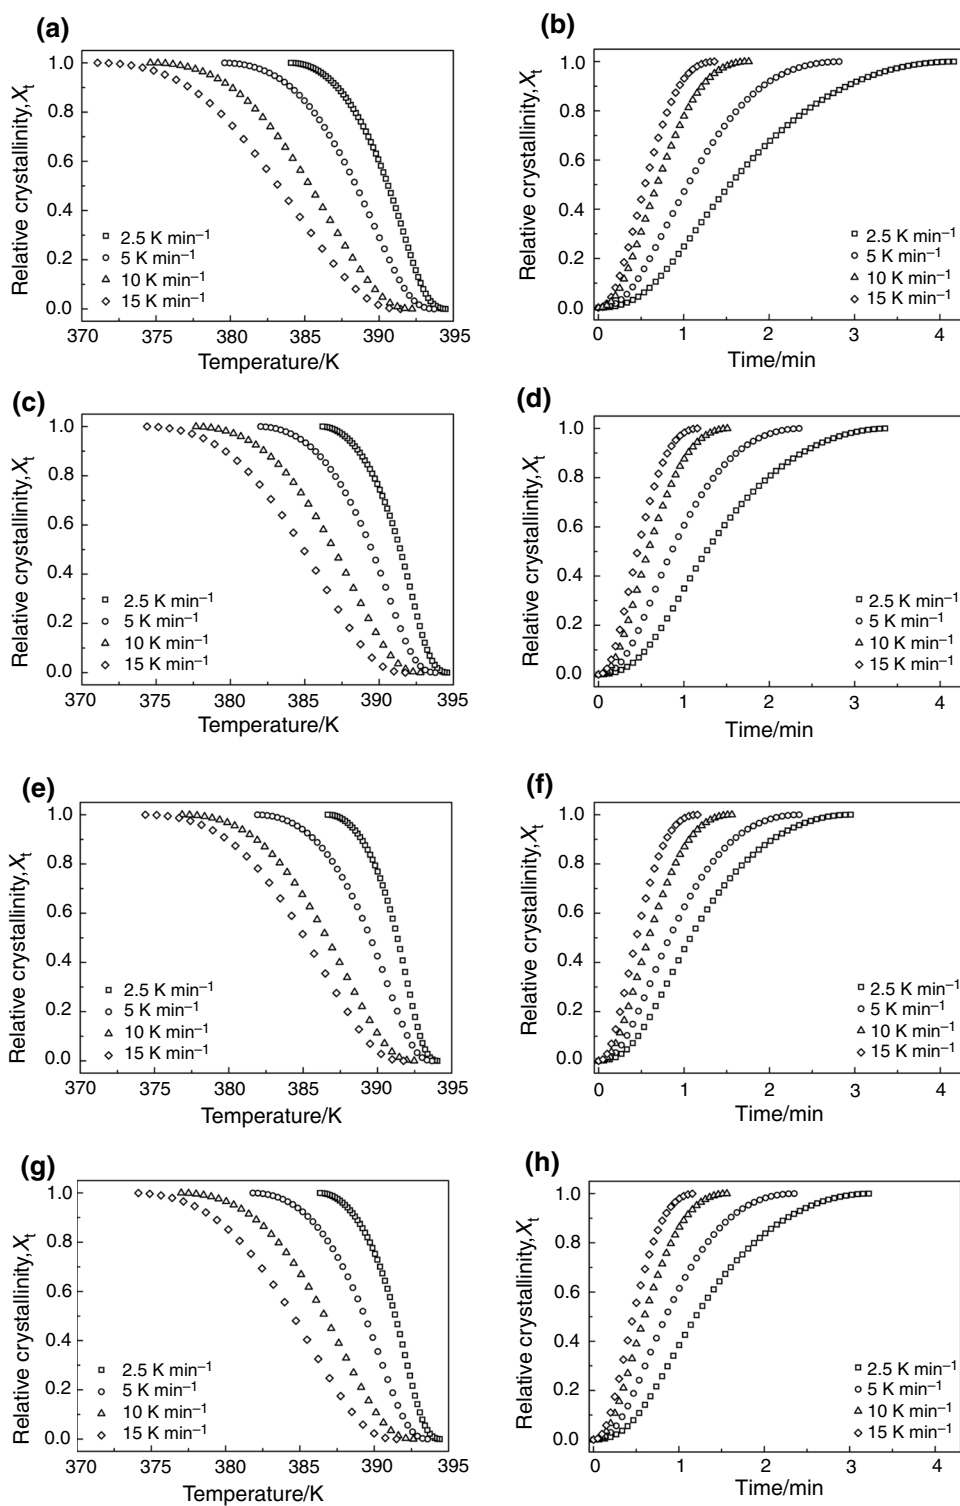 (a)
Relative crystallinity,Xt
1.0
0.8
0.6
0.4
0.2
0.0
2.5 K min–1
5 K min–1
10 K min–1
15 K min–1
370 375 380 385 390 395
Temperature/K
(b)
Relative crystallinity,Xt
1.0
0.8
0.6
0.4
0.2
0.0
2.5 K min–1
5 K min–1
10 K min–1
15 K min–1
0 1 2 3 4
Time/min
(c)
Relative crystallinity,Xt
1.0
0.8
0.6
0.4
0.2
0.0
2.5 K min–1
5 K min–1
10 K min–1
15 K min–1
370 375 380 385 390 395
Temperature/K
(d)
Relative crystallinity,Xt
1.0
0.8
0.6
0.4
0.2
0.0
2.5 K min–1
5 K min–1
10 K min–1
15 K min–1
0 1 2 3 4
Time/min
(e)
Relative crystallinity,Xt
1.0
0.8
0.6
0.4
0.2
0.0
2.5 K min–1
5 K min–1
10 K min–1
15 K min–1
370 375 380 385 390 395
Temperature/K
(f)
Relative crystallinity,Xt
1.0
0.8
0.6
0.4
0.2
0.0
2.5 K min–1
5 K min–1
10 K min–1
15 K min–1
0 1 2 3 4
Time/min
(g)
Relative crystallinity,Xt
1.0
0.8
0.6
0.4
0.2
0.0
2.5 K min–1
5 K min–1
10 K min–1
15 K min–1
370 375 380 385 390 395
Temperature/K
(h)
Relative crystallinity,Xt
1.0
0.8
0.6
0.4
0.2
0.0
2.5 K min–1
5 K min–1
10 K min–1
15 K min–1
0 1 2 3 4
Time/min